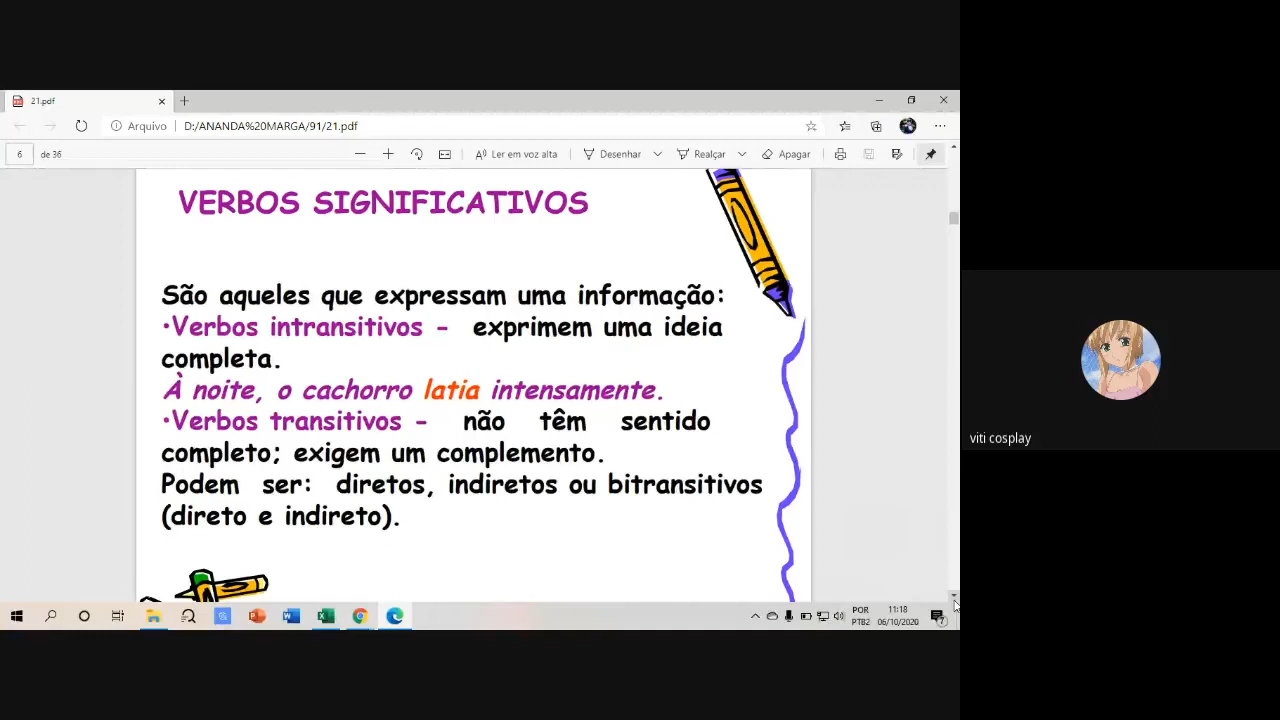 21.pdf
Arquivo D:/ANANDA%20MARGA/91/21.pdf
6 de 36 Ler em voz alta Desenhar Realçar Apagar
VERBOS SIGNIFICATIVOS
São aqueles que expressam uma informação:
•Verbos intransitivos - exprimem uma ideia
completa.
À noite, o cachorro latia intensamente.
•Verbos transitivos - não têm sentido
completo; exigem um complemento.
Podem ser: diretos, indiretos ou bitransitivos
(direto e indireto).
viti cosplay
POR 11:18
PTB2 06/10/2020 7